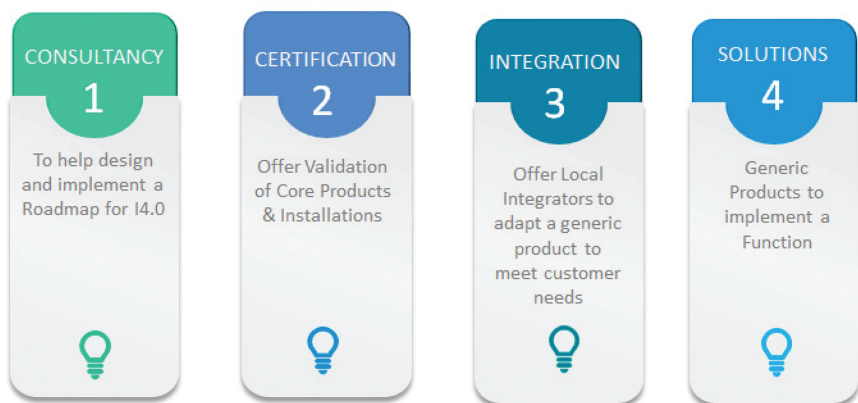 CONSULTANCY
1
To help design
and implement a
Roadmap for I4.0
CERTIFICATION
2
Offer Validation
of Core Products
& Installations
INTEGRATION
3
Offer Local
Integrators to
adapt a generic
product to
meet customer
needs
SOLUTIONS
4
Generic
Products to
implement a
Function